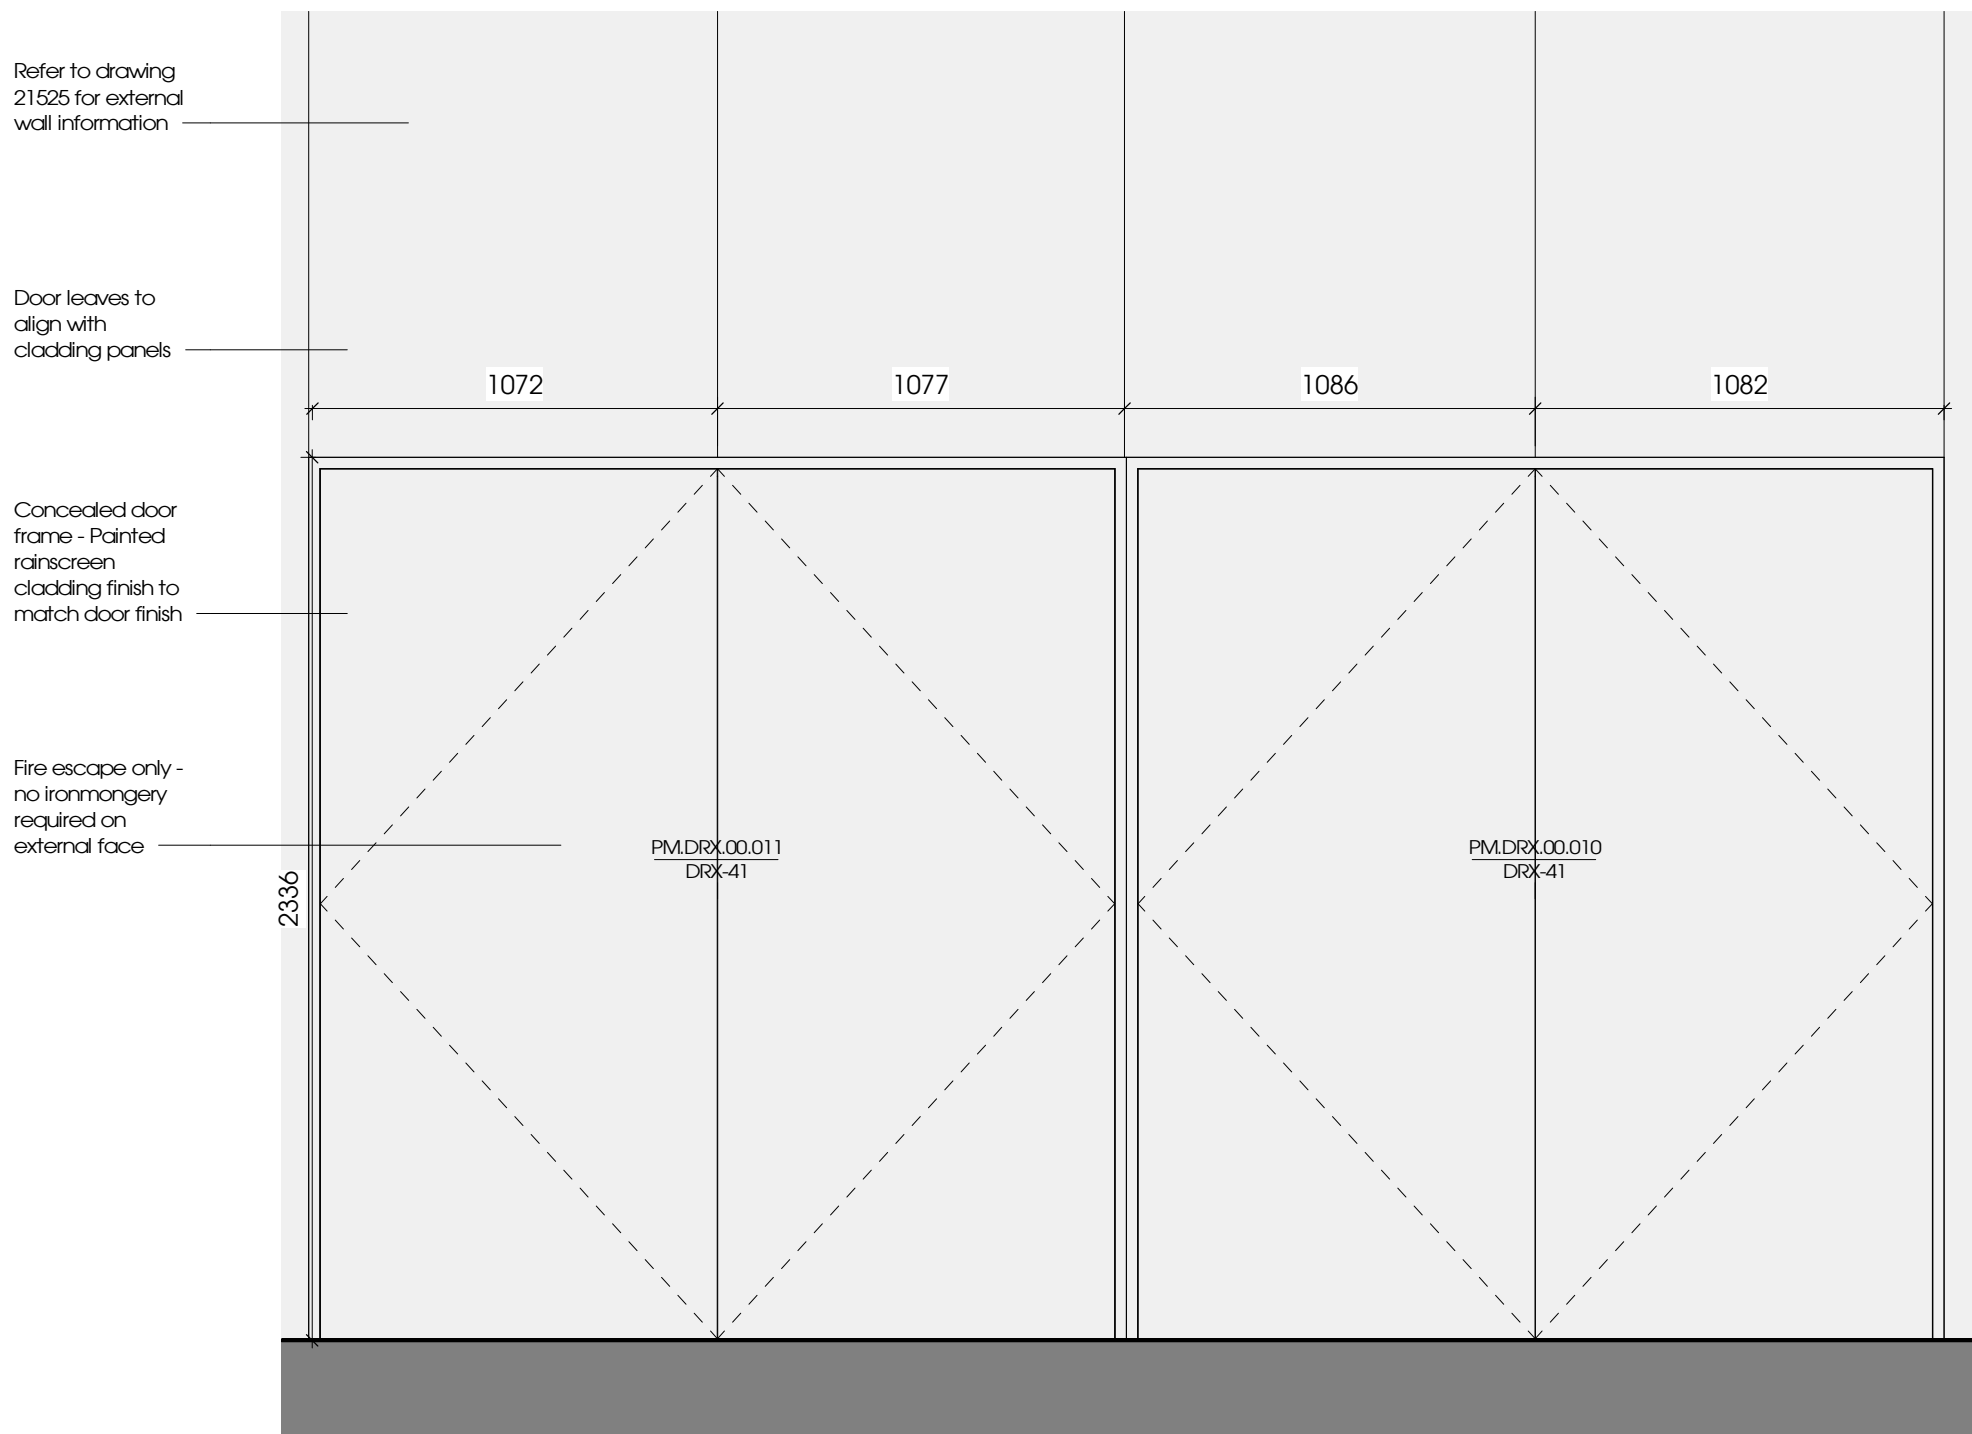 Refer to drawing
21525 for external
wall information
Door leaves to
align with
cladding panels
1072
1077
1086
1082
Concealed door
frame - Painted
rainscreen
cladding finish to
match door finish
Fire escape only -
no ironmongery
required on
external face
PM.DRX.00.011
DRX-41
PM.DRX.00.010
DRX-41
2336